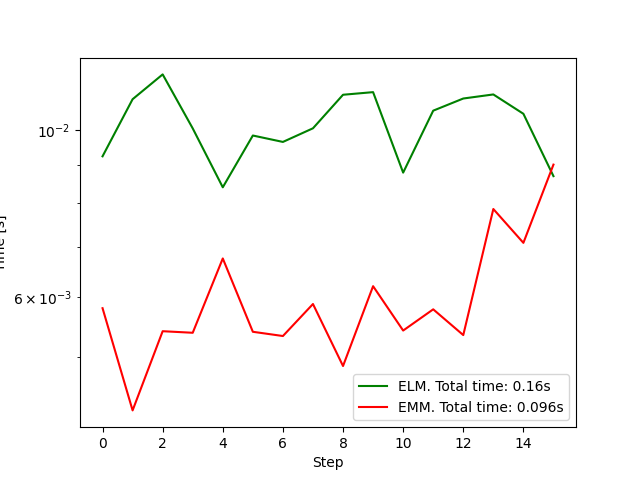 10⁻²
6 × 10⁻³
Time [s]
0 2 4 6 8 10 12 14
Step
ELM. Total time: 0.16s
EMM. Total time: 0.096s